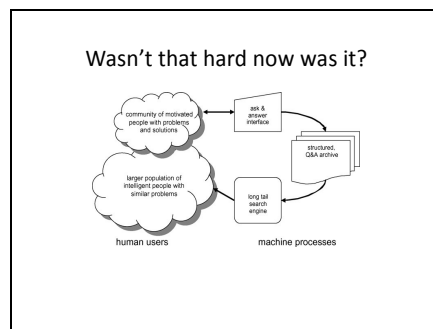 Wasn't that hard now was it?
community of motivated
people with problems
and solutions
ask &
answer
interface
structured,
Q&A archive
larger population of
intelligent people with
similar problems
long tail
search
engine
human users
machine processes